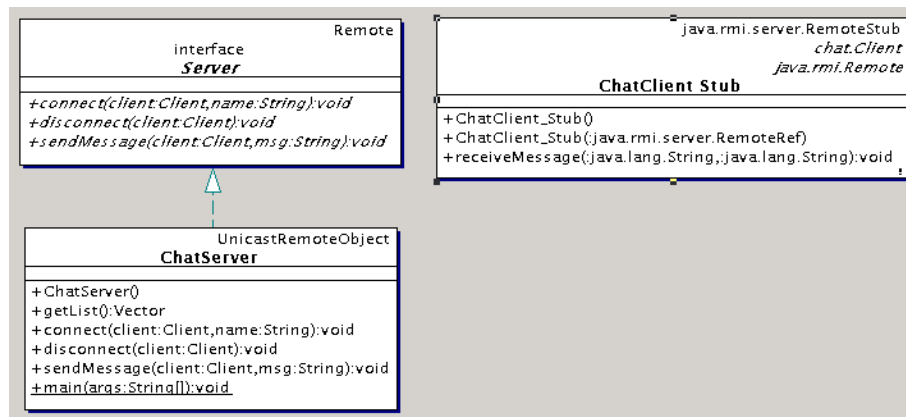 Remote
interface
Server
+connect(client:Client,name:String):void
+disconnect(client:Client):void
+sendMessage(client:Client,msg:String):void
java.rmi.server.RemoteStub
chat.Client
java.rmi.Remote
ChatClient Stub
+ChatClient_Stub()
+ChatClient_Stub(:java.rmi.server.RemoteRef)
+receiveMessage(:java.lang.String,:java.lang.String):void
!
UnicastRemoteObject
ChatServer
+ChatServer()
+getList():Vector
+connect(client:Client,name:String):void
+disconnect(client:Client):void
+sendMessage(client:Client,msg:String):void
+main(args:String[]):void